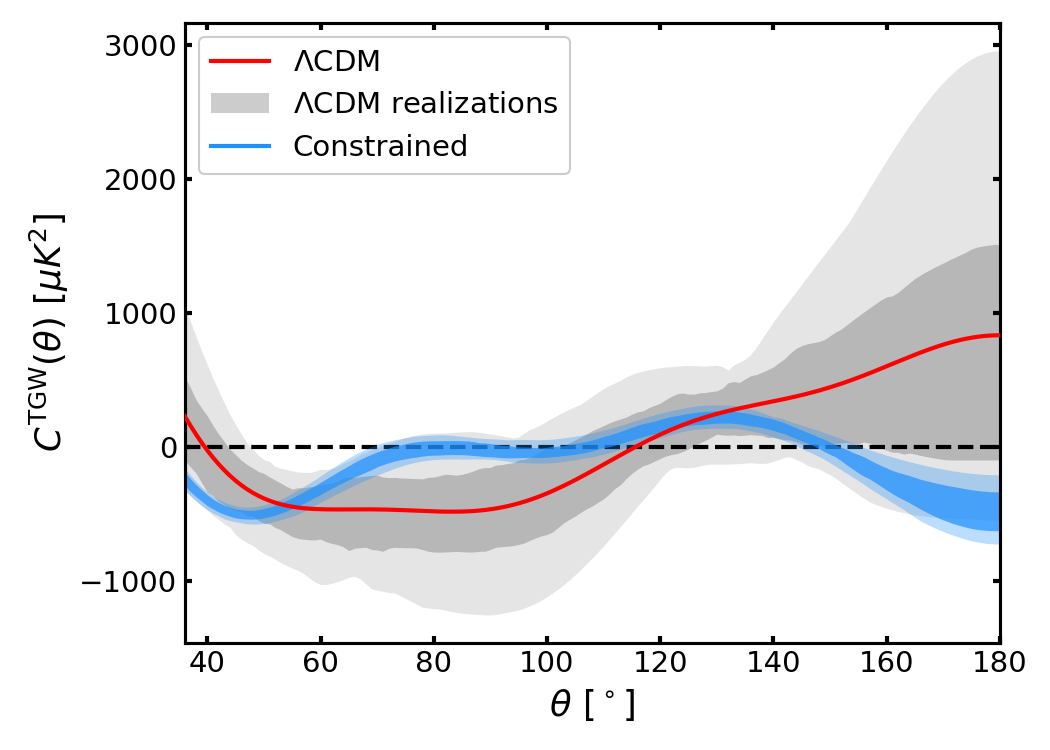 ΛCDM
ΛCDM realizations
Constrained
3000
2000
1000
0
−1000
C^TGW(θ) [μK²]
40 60 80 100 120 140 160 180
θ [°]